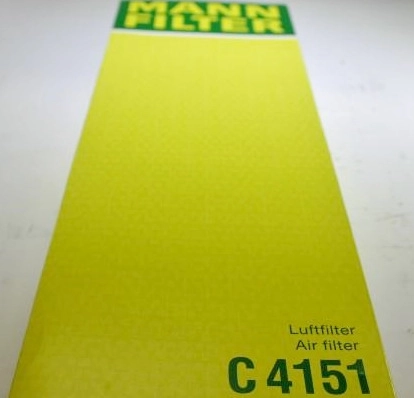 MANN
FILTER
Luftfilter
Air filter
C 4151